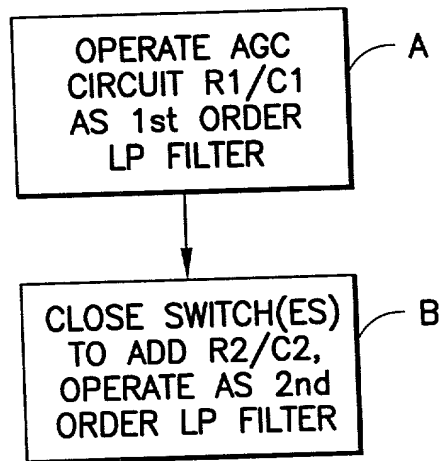 OPERATE AGC
CIRCUIT R1/C1
AS 1st ORDER
LP FILTER
A
CLOSE SWITCH(ES)
TO ADD R2/C2,
OPERATE AS 2nd
ORDER LP FILTER
B